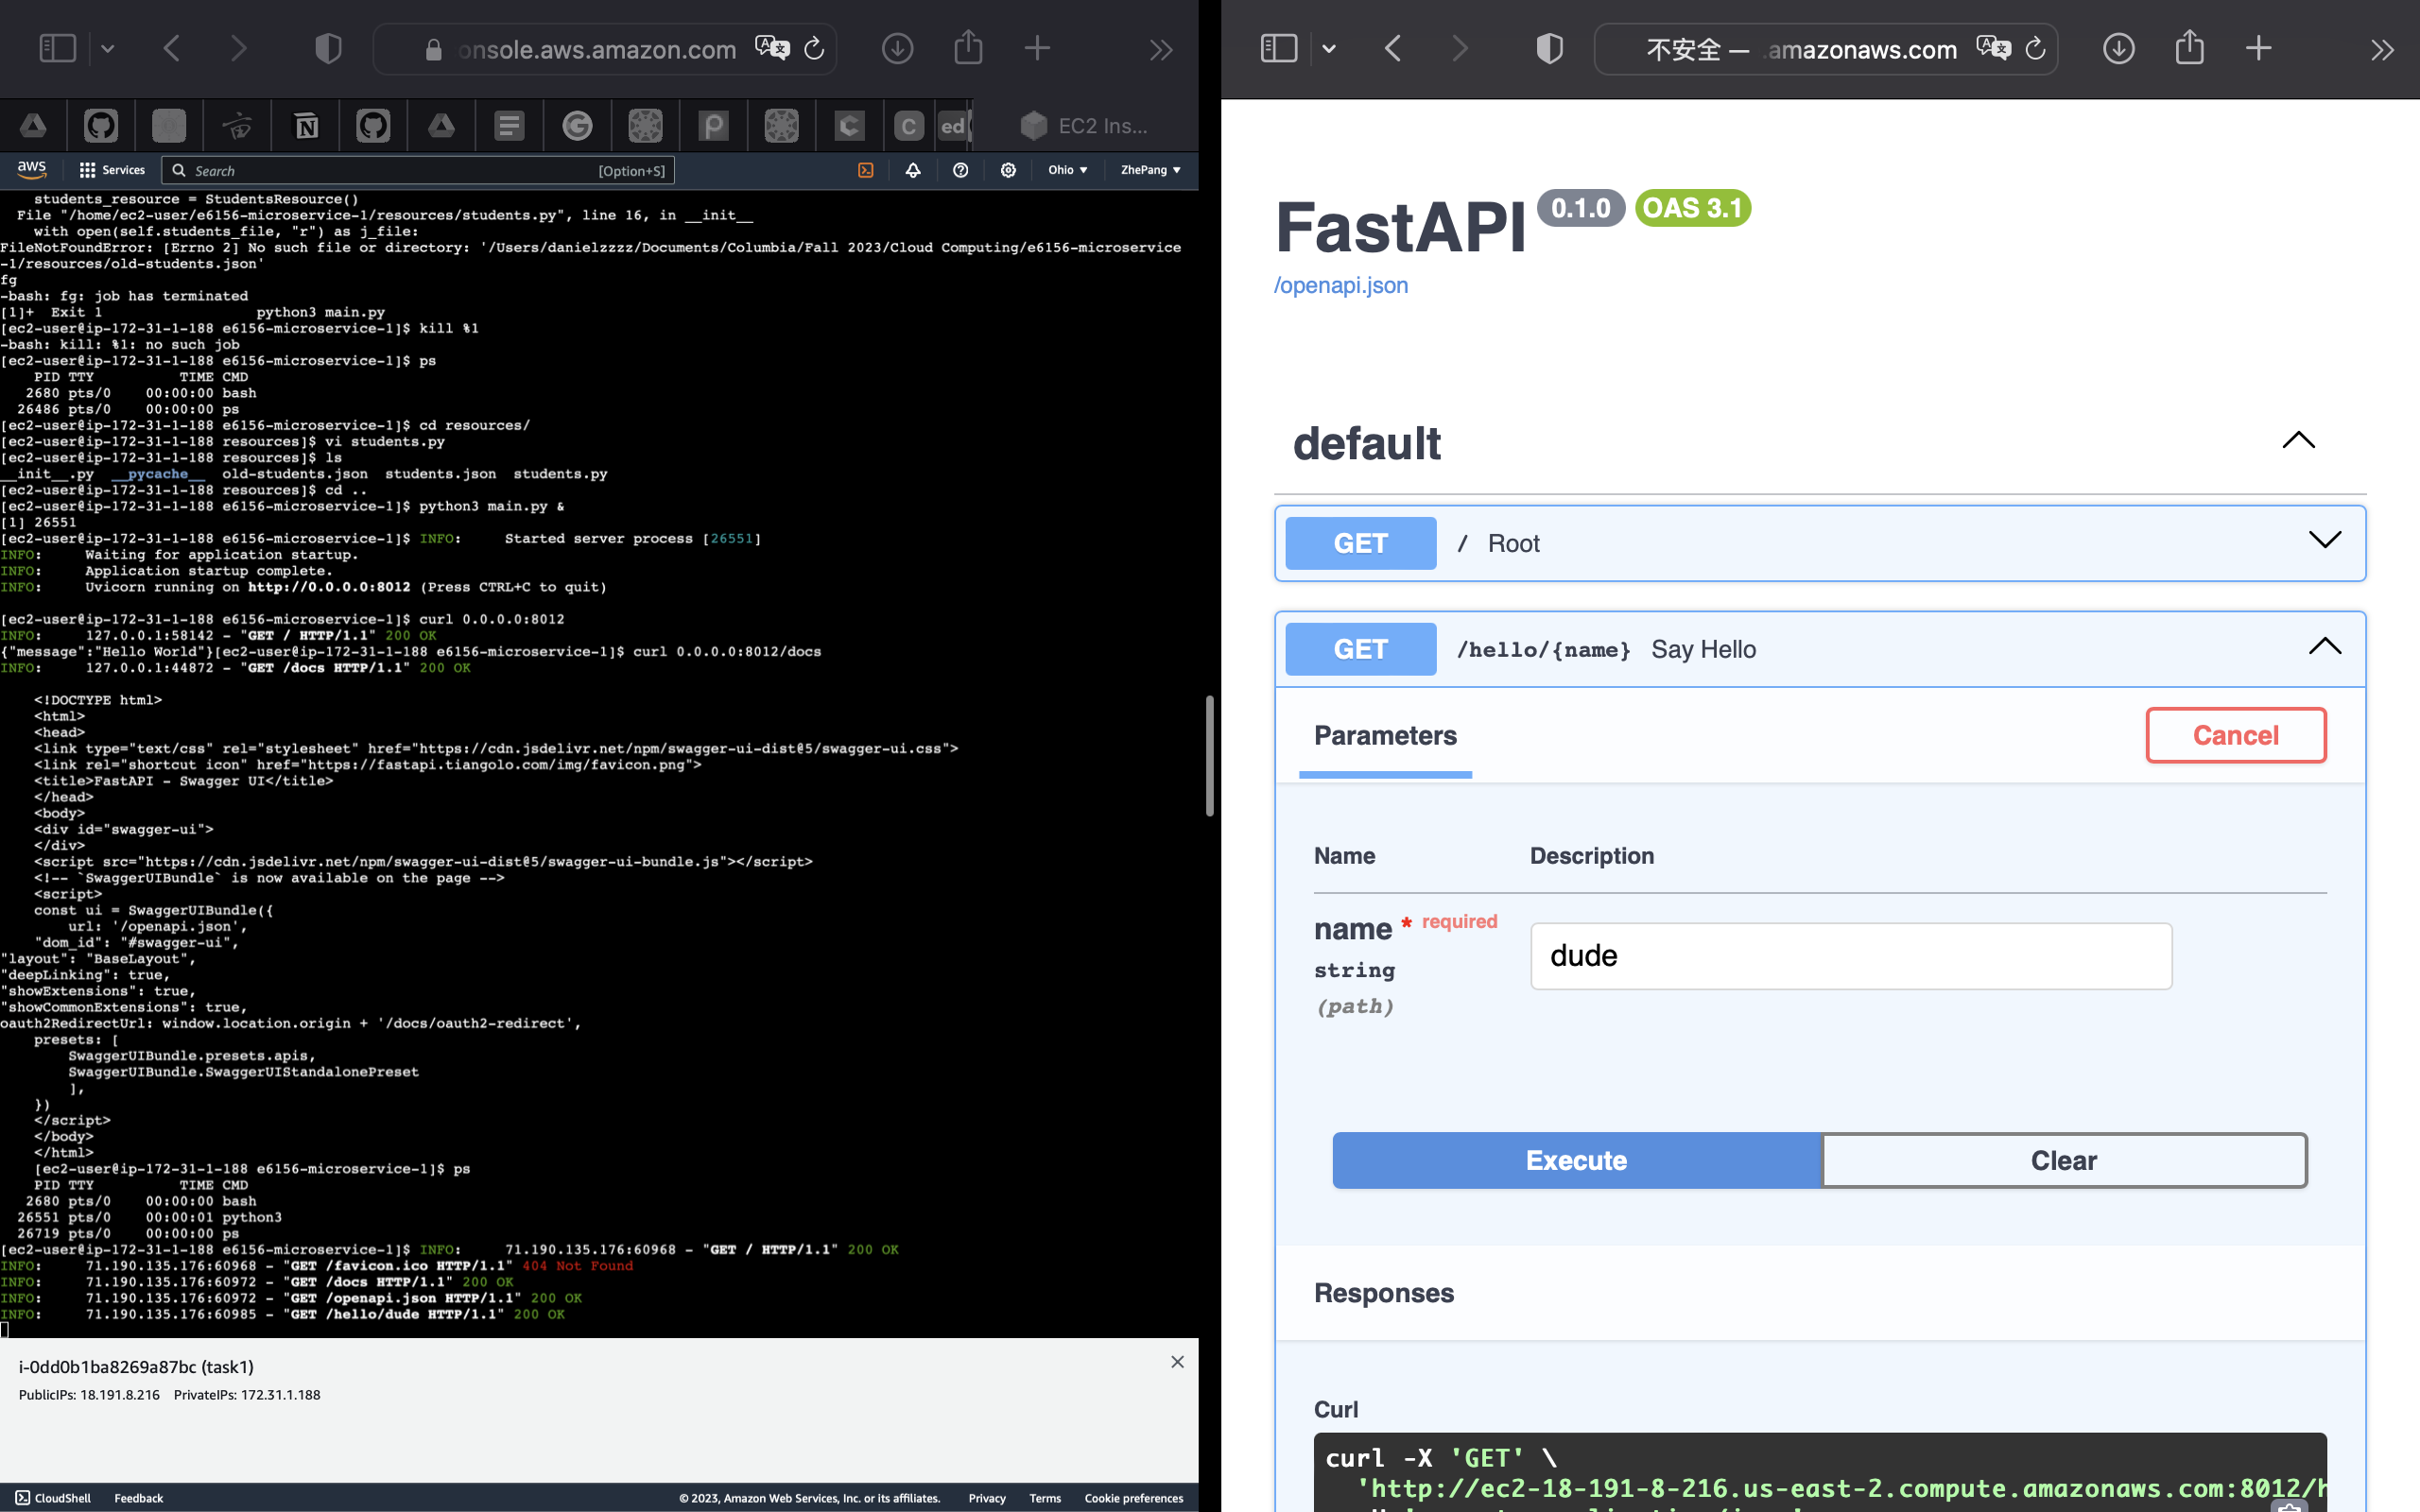 onsole.aws.amazon.com
EC2 Ins...
aws
Services
Search
[Option+S]
Ohio
ZhePang
students_resource = StudentsResource()
File "/home/ec2-user/e6156-microservice-1/resources/students.py", line 16, in __init__
with open(self.students_file, "r") as j_file:
FileNotFoundError: [Errno 2] No such file or directory: '/Users/danielzzzz/Documents/Columbia/Fall 2023/Cloud Computing/e6156-microservice
-1/resources/old-students.json'
fg
-bash: fg: job has terminated
[1]+  Exit 1                  python3 main.py
[ec2-user@ip-172-31-1-188 e6156-microservice-1]$ kill %1
-bash: kill: %1: no such job
[ec2-user@ip-172-31-1-188 e6156-microservice-1]$ ps
PID TTY          TIME CMD
2680 pts/0    00:00:00 bash
26486 pts/0    00:00:00 ps
[ec2-user@ip-172-31-1-188 e6156-microservice-1]$ cd resources/
[ec2-user@ip-172-31-1-188 resources]$ vi students.py
[ec2-user@ip-172-31-1-188 resources]$ ls
__init__.py  __pycache__  old-students.json  students.json  students.py
[ec2-user@ip-172-31-1-188 resources]$ cd ..
[ec2-user@ip-172-31-1-188 e6156-microservice-1]$ python3 main.py &
[1] 26551
[ec2-user@ip-172-31-1-188 e6156-microservice-1]$ INFO:     Started server process [26551]
INFO:     Waiting for application startup.
INFO:     Application startup complete.
INFO:     Uvicorn running on http://0.0.0.0:8012 (Press CTRL+C to quit)
[ec2-user@ip-172-31-1-188 e6156-microservice-1]$ curl 0.0.0.0:8012
INFO:     127.0.0.1:58142 - "GET / HTTP/1.1" 200 OK
{"message":"Hello World"}[ec2-user@ip-172-31-1-188 e6156-microservice-1]$ curl 0.0.0.0:8012/docs
INFO:     127.0.0.1:44872 - "GET /docs HTTP/1.1" 200 OK
<!DOCTYPE html>
<html>
<head>
<link type="text/css" rel="stylesheet" href="https://cdn.jsdelivr.net/npm/swagger-ui-dist@5/swagger-ui.css">
<link rel="shortcut icon" href="https://fastapi.tiangolo.com/img/favicon.png">
<title>FastAPI - Swagger UI</title>
</head>
<body>
<div id="swagger-ui">
</div>
<script src="https://cdn.jsdelivr.net/npm/swagger-ui-dist@5/swagger-ui-bundle.js"></script>
<!-- `SwaggerUIBundle` is now available on the page -->
<script>
const ui = SwaggerUIBundle({
url: '/openapi.json',
"dom_id": "#swagger-ui",
"layout": "BaseLayout",
"deepLinking": true,
"showExtensions": true,
"showCommonExtensions": true,
oauth2RedirectUrl: window.location.origin + '/docs/oauth2-redirect',
presets: [
SwaggerUIBundle.presets.apis,
SwaggerUIBundle.SwaggerUIStandalonePreset
],
})
</script>
</body>
</html>
[ec2-user@ip-172-31-1-188 e6156-microservice-1]$ ps
PID TTY          TIME CMD
2680 pts/0    00:00:00 bash
26551 pts/0    00:00:01 python3
26719 pts/0    00:00:00 ps
[ec2-user@ip-172-31-1-188 e6156-microservice-1]$ INFO:     71.190.135.176:60968 - "GET / HTTP/1.1" 200 OK
INFO:     71.190.135.176:60968 - "GET /favicon.ico HTTP/1.1" 404 Not Found
INFO:     71.190.135.176:60972 - "GET /docs HTTP/1.1" 200 OK
INFO:     71.190.135.176:60972 - "GET /openapi.json HTTP/1.1" 200 OK
INFO:     71.190.135.176:60985 - "GET /hello/dude HTTP/1.1" 200 OK
i-0dd0b1ba8269a87bc (task1)
PublicIPs: 18.191.8.216    PrivateIPs: 172.31.1.188
CloudShell
Feedback
© 2023, Amazon Web Services, Inc. or its affiliates.
Privacy
Terms
Cookie preferences
不安全 — .amazonaws.com
FastAPI 0.1.0 OAS 3.1
/openapi.json
default
GET / Root
GET /hello/{name} Say Hello
Parameters
Cancel
Name
Description
name * required
string
(path)
dude
Execute
Clear
Responses
Curl
curl -X 'GET' \
'http://ec2-18-191-8-216.us-east-2.compute.amazonaws.com:8012/h